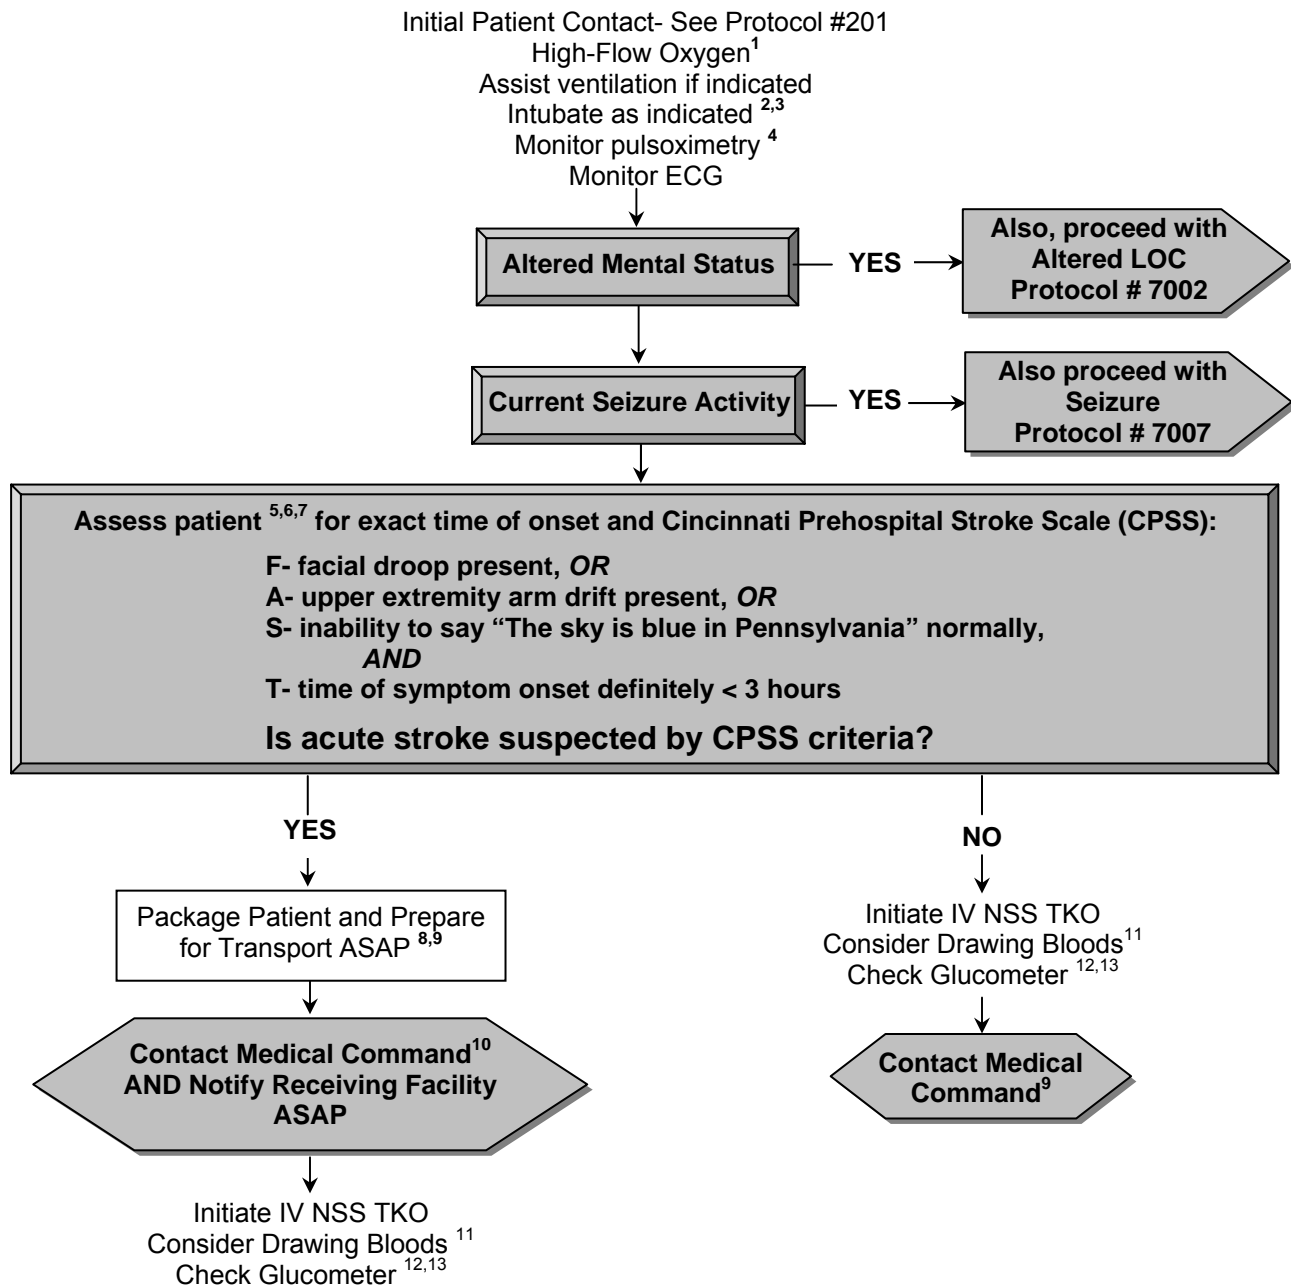 Initial Patient Contact- See Protocol #201
High-Flow Oxygen1
Assist ventilation if indicated
Intubate as indicated 2,3
Monitor pulsoximetry 4
Monitor ECG
Altered Mental Status
YES
Also, proceed with
Altered LOC
Protocol # 7002
Current Seizure Activity
YES
Also proceed with
Seizure
Protocol # 7007
Assess patient 5,6,7 for exact time of onset and Cincinnati Prehospital Stroke Scale (CPSS):
F- facial droop present, OR
A- upper extremity arm drift present, OR
S- inability to say “The sky is blue in Pennsylvania” normally,
AND
T- time of symptom onset definitely < 3 hours
Is acute stroke suspected by CPSS criteria?
YES
Package Patient and Prepare
for Transport ASAP 8,9
Contact Medical Command10
AND Notify Receiving Facility
ASAP
Initiate IV NSS TKO
Consider Drawing Bloods 11
Check Glucometer 12,13
NO
Initiate IV NSS TKO
Consider Drawing Bloods11
Check Glucometer 12,13
Contact Medical
Command9